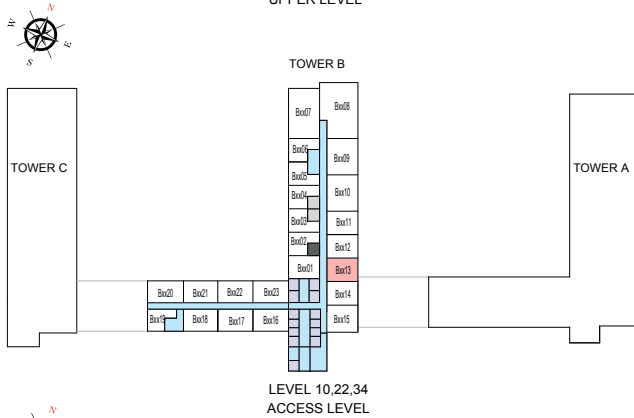 UPPER LEVEL
N
W
E
S
TOWER B
Bxx07
Bxx08
Bxx06
Bxx09
Bxx05
TOWER C
TOWER A
Bxx04
Bxx10
Bxx03
Bxx11
Bxx02
Bxx12
Bxx01
Bxx13
Bxx20
Bxx21
Bxx22
Bxx23
Bxx14
Bxx19
Bxx18
Bxx17
Bxx16
Bxx15
LEVEL 10,22,34
ACCESS LEVEL
N